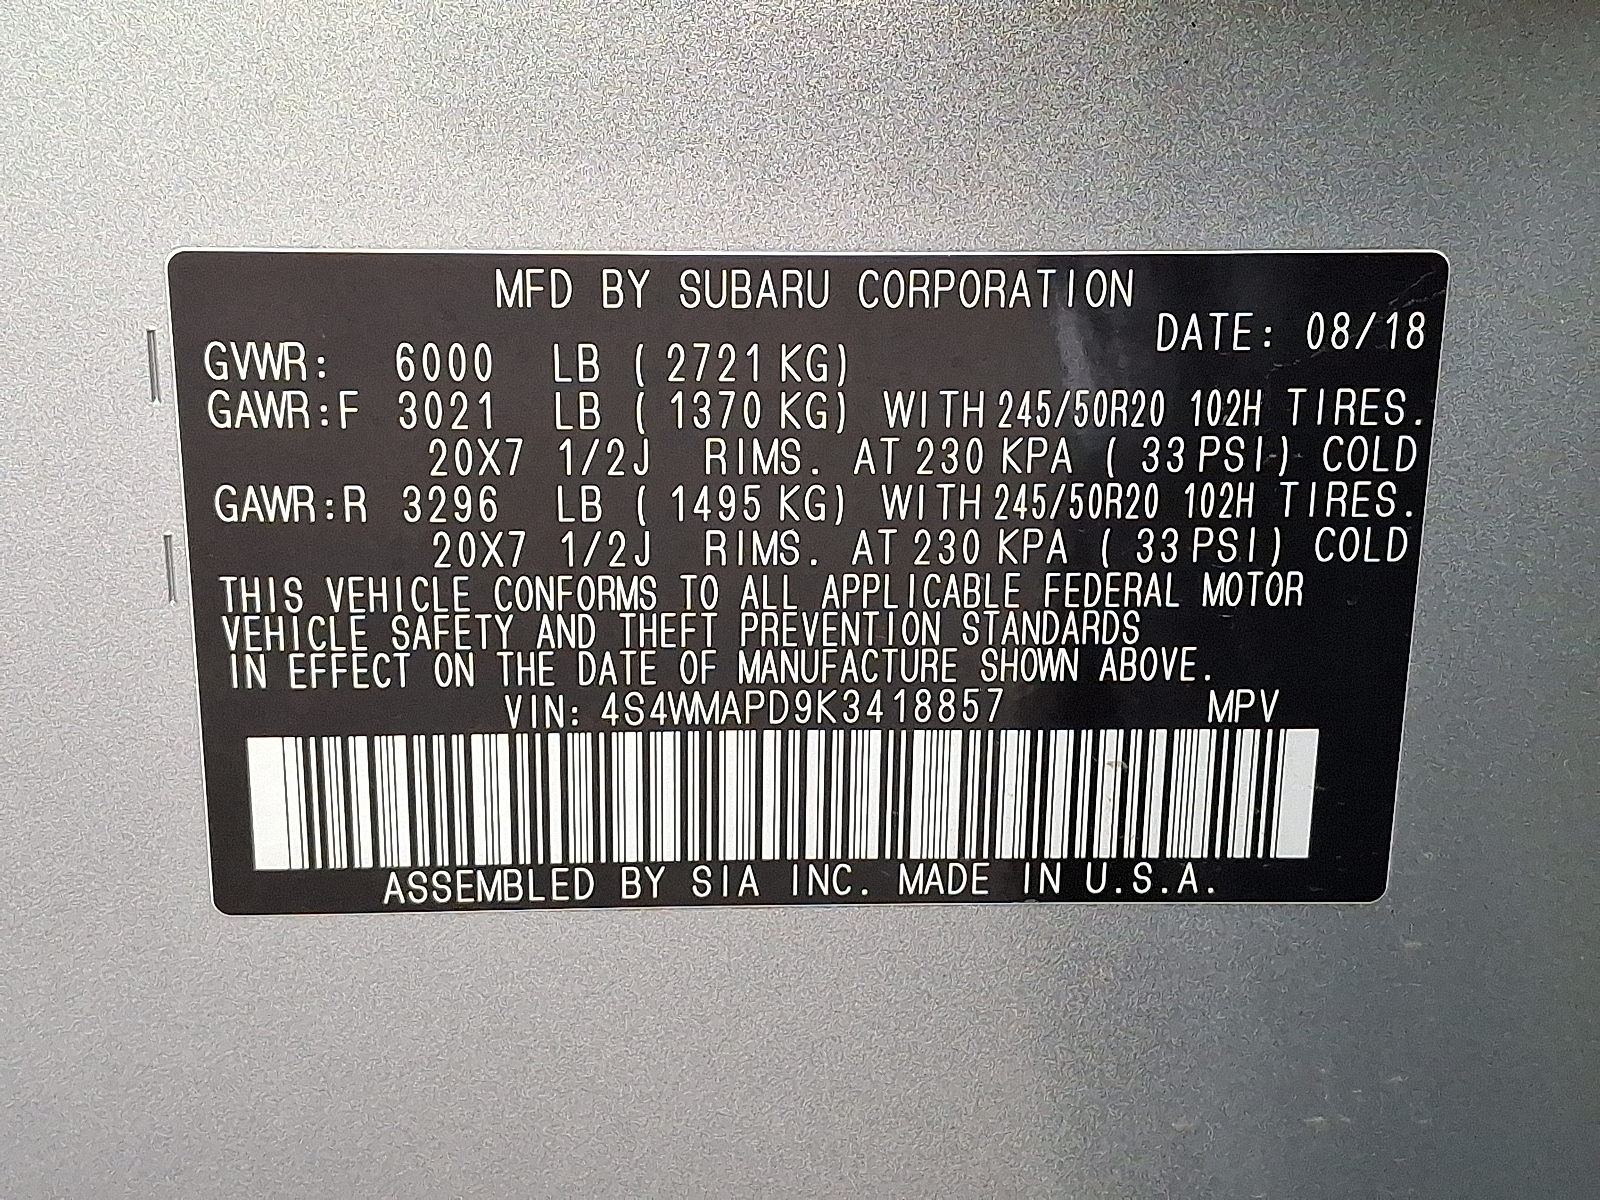 MFD BY SUBARU CORPORATION
DATE: 08/18
GVWR: 6000 LB ( 2721 KG)
GAWR:F 3021 LB ( 1370 KG) WITH 245/50R20 102H TIRES.
20X7 1/2J RIMS. AT 230 KPA ( 33 PSI) COLD
GAWR:R 3296 LB ( 1495 KG) WITH 245/50R20 102H TIRES.
20X7 1/2J RIMS. AT 230 KPA ( 33 PSI) COLD
THIS VEHICLE CONFORMS TO ALL APPLICABLE FEDERAL MOTOR
VEHICLE SAFETY AND THEFT PREVENTION STANDARDS
IN EFFECT ON THE DATE OF MANUFACTURE SHOWN ABOVE.
VIN: 4S4WMAPD9K3418857 MPV
ASSEMBLED BY SIA INC. MADE IN U.S.A.